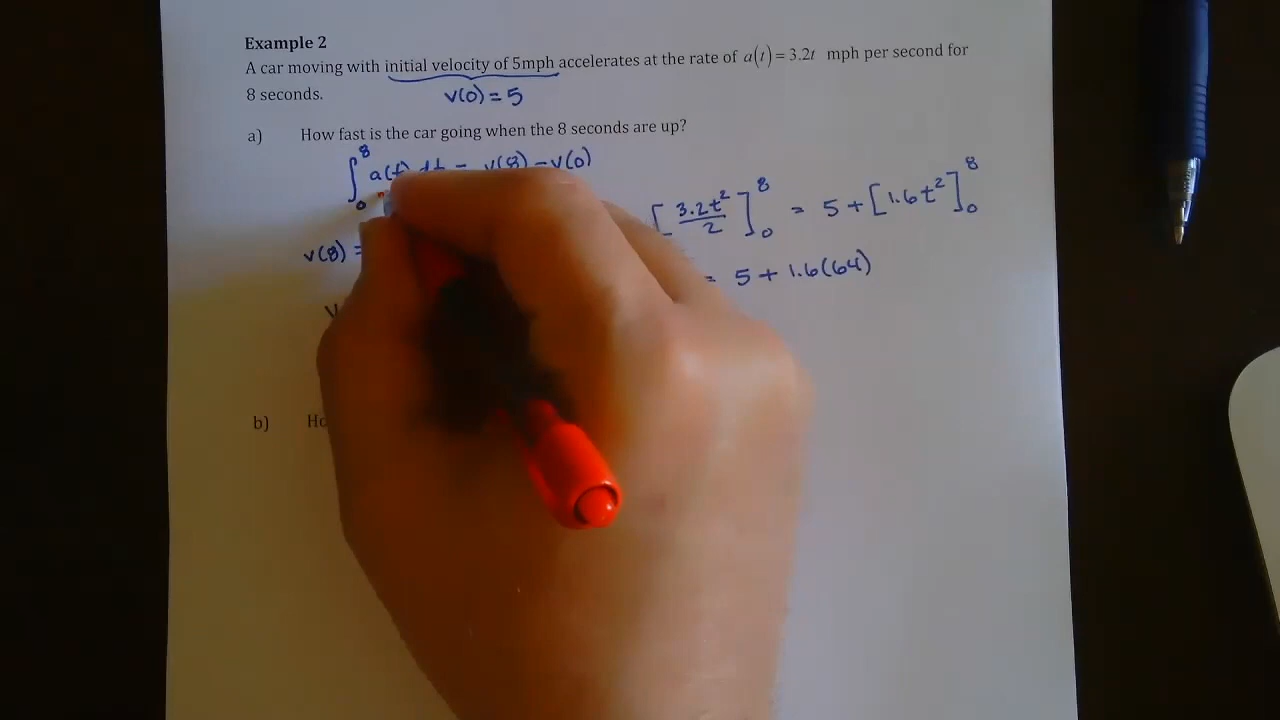 Example 2
A car moving with initial velocity of 5mph accelerates at the rate of a(t) = 3.2t mph per second for
8 seconds.
v(0) = 5
a) How fast is the car going when the 8 seconds are up?
∫₀⁸ a(t) dt = v(8) - v(0)
[3.2t²/2]₀⁸ = 5 + [1.6t²]₀⁸
v(8) =
= 5 + 1.6(64)
b)